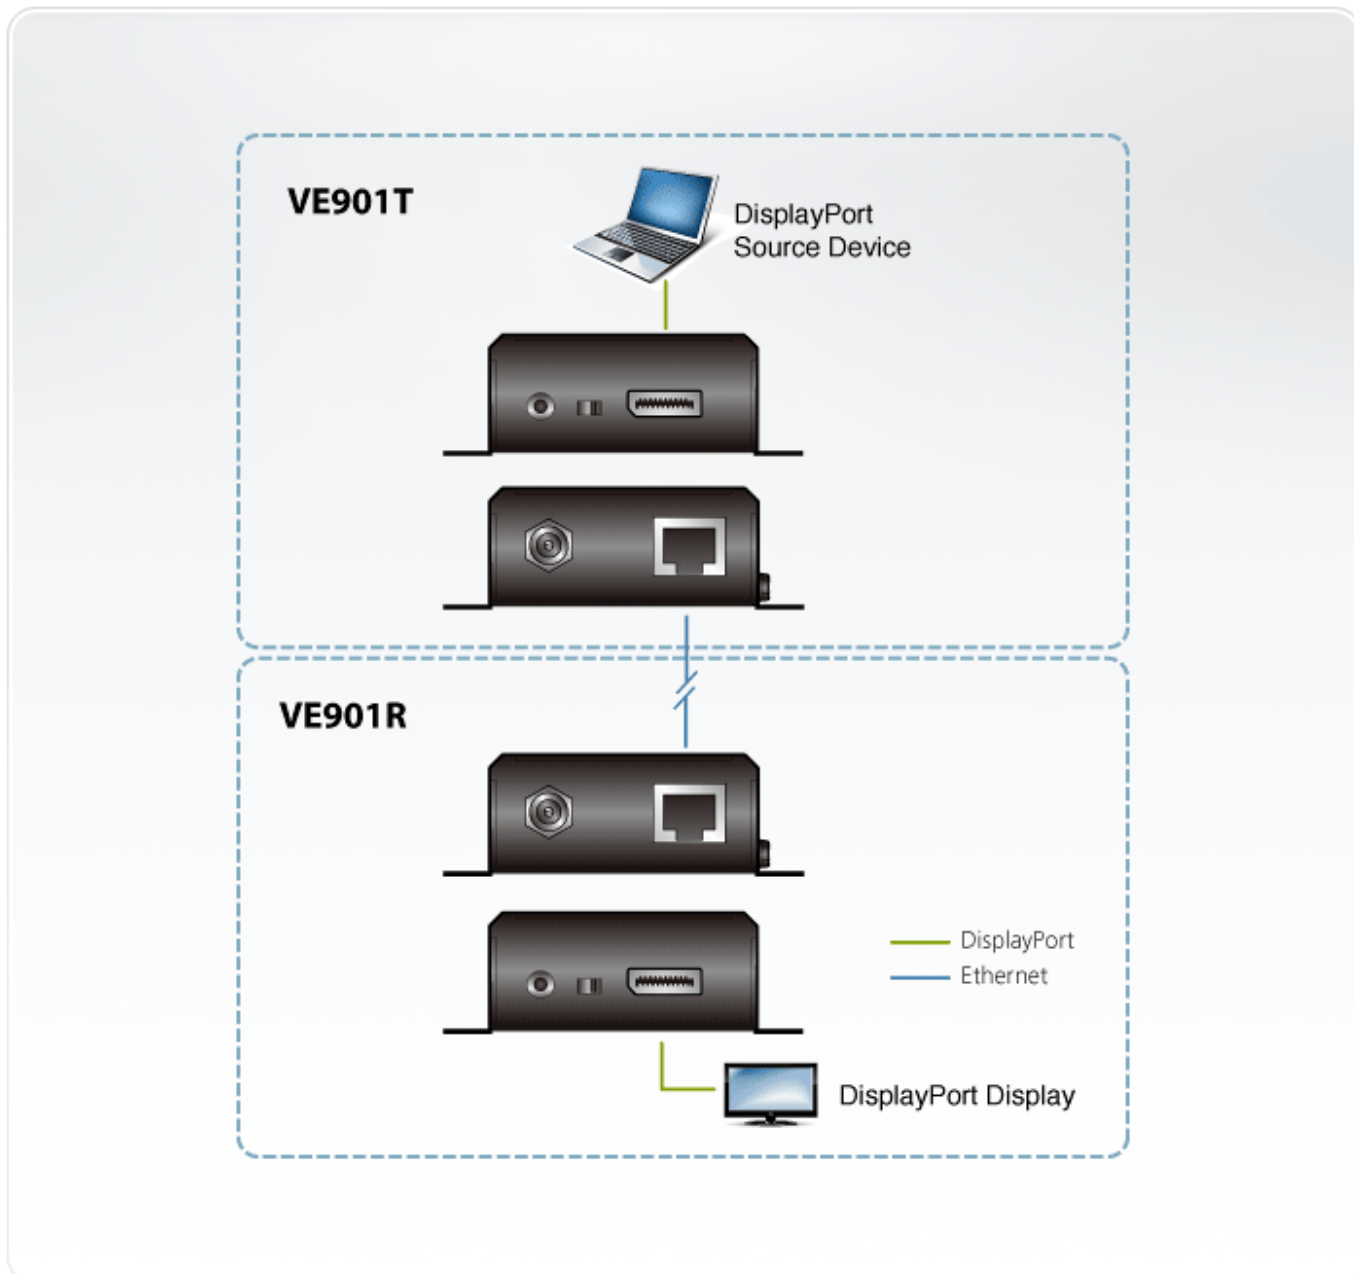 VE901T
DisplayPort
Source Device
VE901R
DisplayPort
Ethernet
DisplayPort Display